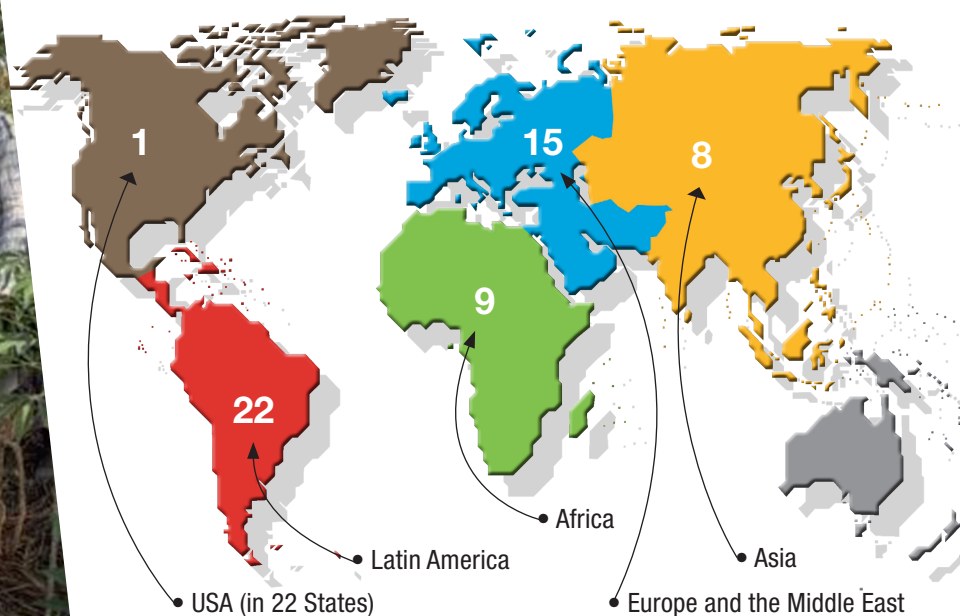 1
15
8
9
22
Africa
Latin America
Asia
USA (in 22 States)
Europe and the Middle East